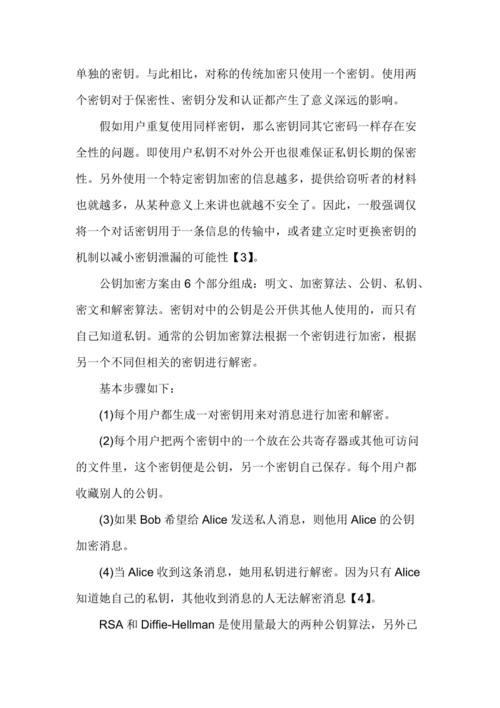 单独的密钥。与此相比，对称的传统加密只使用一个密钥。使用两
个密钥对于保密性、密钥分发和认证都产生了意义深远的影响。
假如用户重复使用同样密钥，那么密钥同其它密码一样存在安
全性的问题。即使用户私钥不对外公开也很难保证私钥长期的保密
性。另外使用一个特定密钥加密的信息越多，提供给窃听者的材料
也就越多，从某种意义上来讲也就越不安全了。因此，一般强调仅
将一个对话密钥用于一条信息的传输中，或者建立定时更换密钥的
机制以减小密钥泄漏的可能性【3】。
公钥加密方案由 6 个部分组成：明文、加密算法、公钥、私钥、
密文和解密算法。密钥对中的公钥是公开供其他人使用的，而只有
自己知道私钥。通常的公钥加密算法根据一个密钥进行加密，根据
另一个不同但相关的密钥进行解密。
基本步骤如下：
(1)每个用户都生成一对密钥用来对消息进行加密和解密。
(2)每个用户把两个密钥中的一个放在公共寄存器或其他可访问
的文件里，这个密钥便是公钥，另一个密钥自己保存。每个用户都
收藏别人的公钥。
(3)如果 Bob 希望给 Alice 发送私人消息，则他用 Alice 的公钥
加密消息。
(4)当 Alice 收到这条消息，她用私钥进行解密。因为只有 Alice
知道她自己的私钥，其他收到消息的人无法解密消息【4】。
RSA 和 Diffie-Hellman 是使用量最大的两种公钥算法，另外已